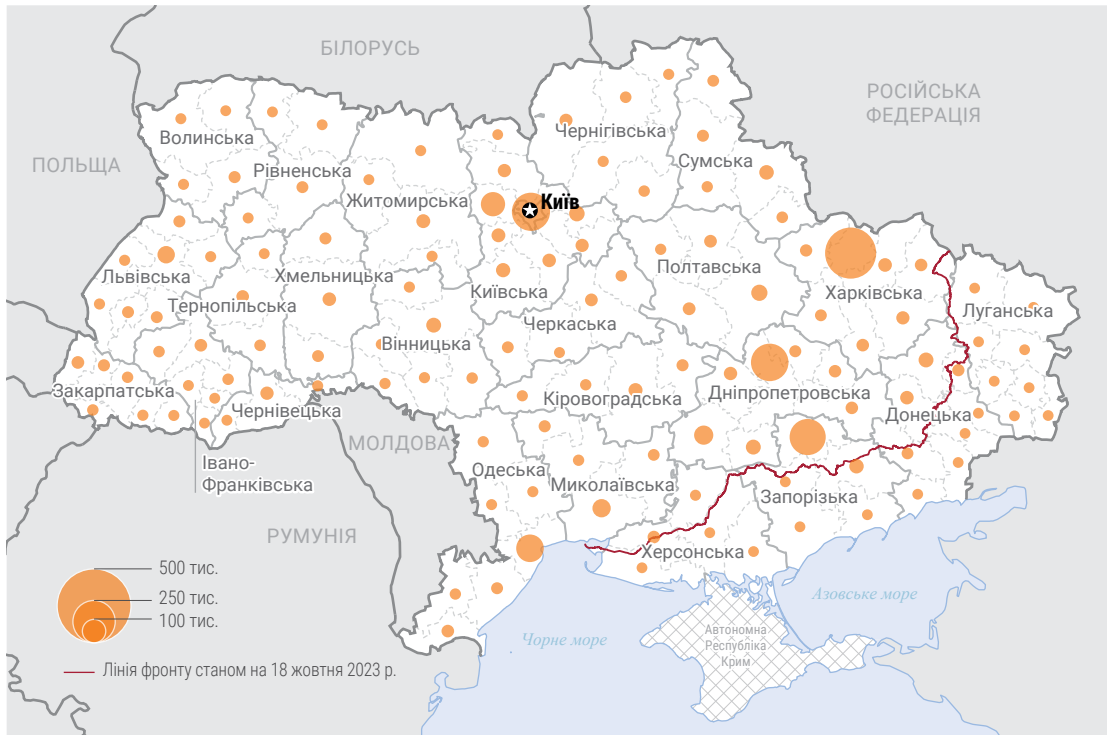 БІЛОРУСЬ
РОСІЙСЬКА
ФЕДЕРАЦІЯ
ПОЛЬЩА
Волинська
Рівненська
Житомирська
Київ
Чернігівська
Сумська
Львівська
Тернопільська
Хмельницька
Київська
Полтавська
Харківська
Луганська
Черкаська
Вінницька
Закарпатська
Чернівецька
Кіровоградська
Дніпропетровська
Донецька
МОЛДОВА
Івано-
Франківська
Одеська
Миколаївська
Запорізька
Херсонська
РУМУНІЯ
500 тис.
250 тис.
100 тис.
Азовське море
Чорне море
Автономна
Республіка
Крим
Лінія фронту станом на 18 жовтня 2023 р.